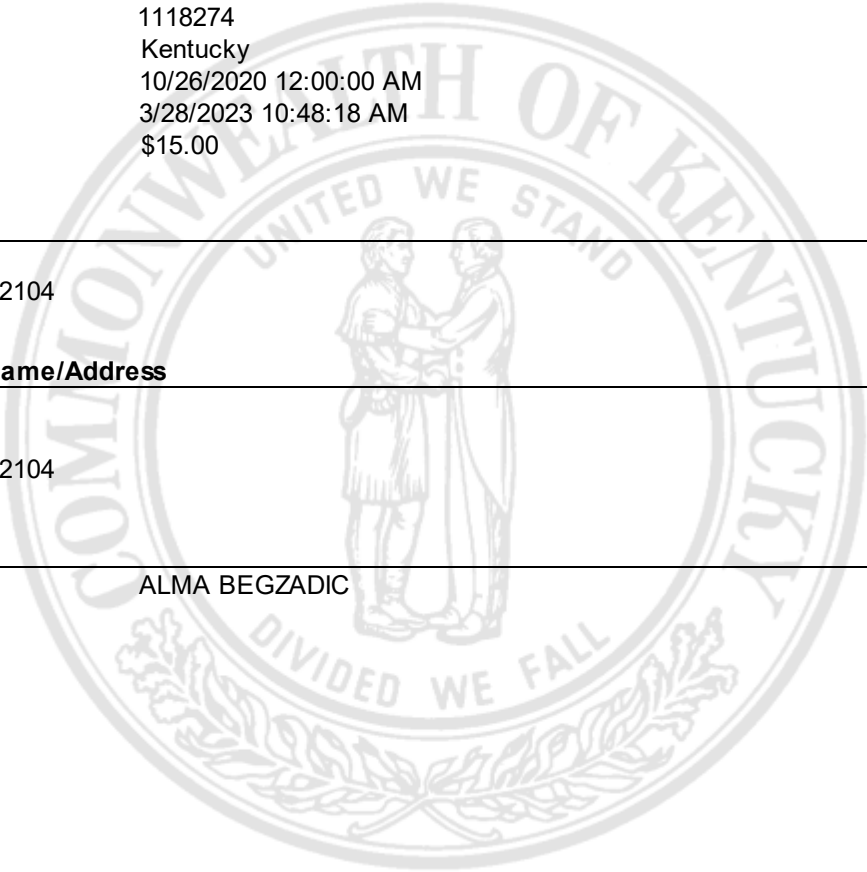 1118274
Kentucky
10/26/2020 12:00:00 AM
3/28/2023 10:48:18 AM
$15.00
COMMONWEALTH OF KENTUCKY
UNITED WE STAND
2104
ame/Address
2104
ALMA BEGZADIC
DIVIDED WE FALL